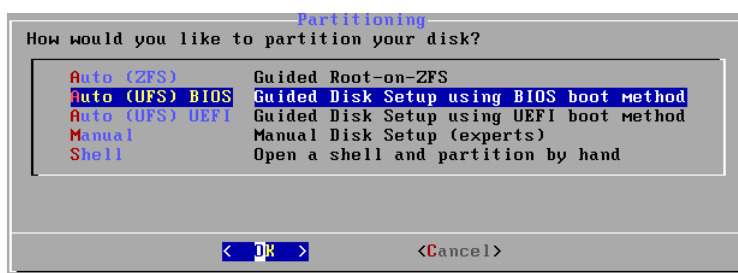 Partitioning
How would you like to partition your disk?
Auto (ZFS) Guided Root-on-ZFS
Auto (UFS) BIOS Guided Disk Setup using BIOS boot method
Auto (UFS) UEFI Guided Disk Setup using UEFI boot method
Manual Manual Disk Setup (experts)
Shell Open a shell and partition by hand
< OK > <Cancel>